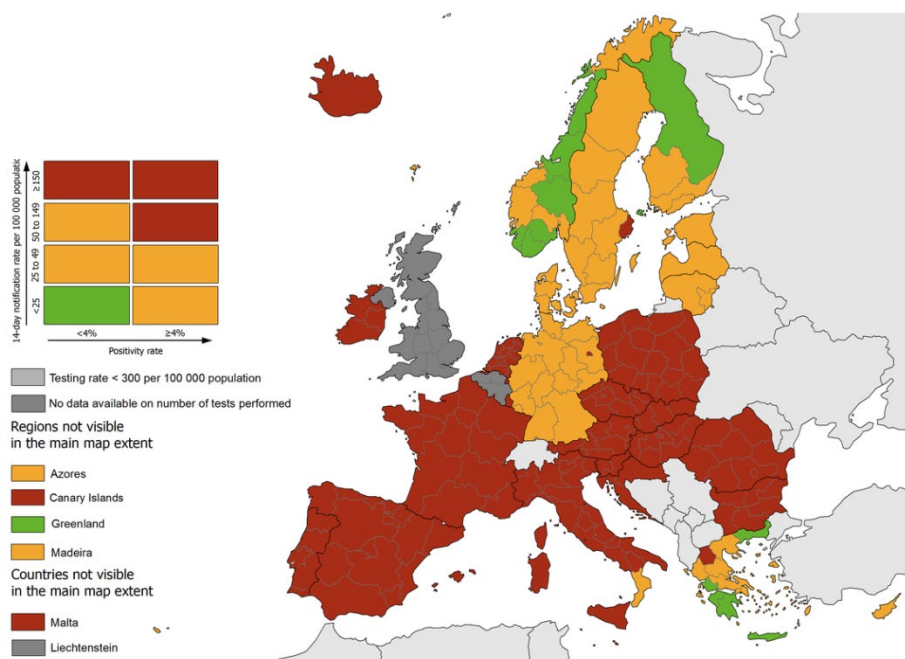 14-day notification rate per 100 000 populatic
≥150
50 to 149
25 to 49
<25
<4%
≥4%
Positivity rate
Testing rate < 300 per 100 000 population
No data available on number of tests performed
Regions not visible
in the main map extent
Azores
Canary Islands
Greenland
Madeira
Countries not visible
in the main map extent
Malta
Liechtenstein